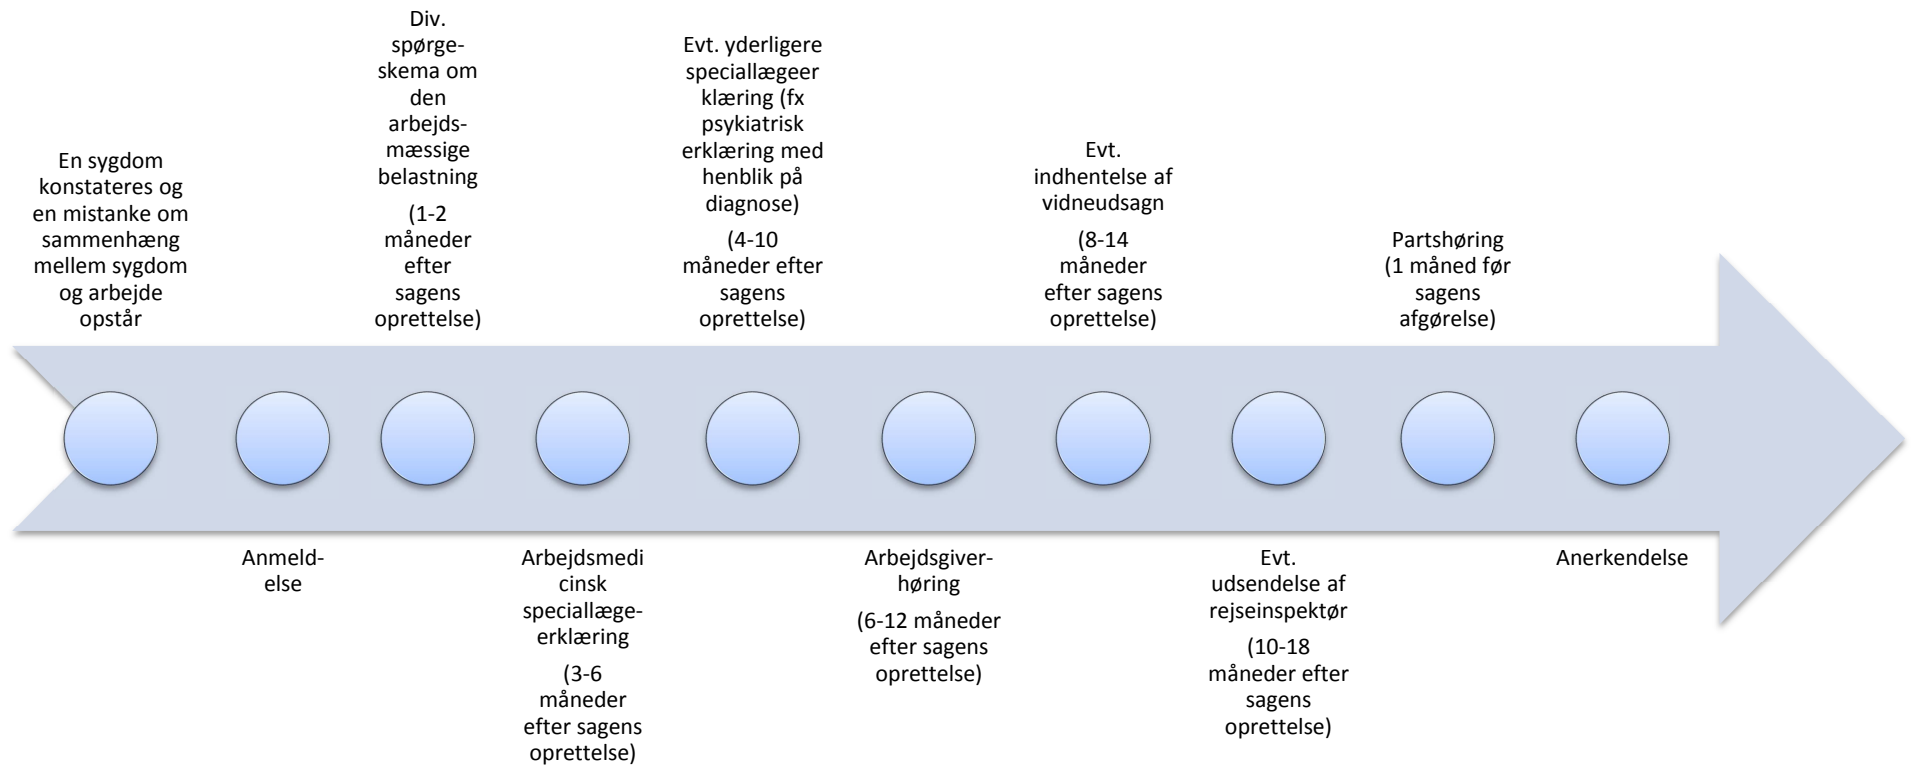 En sygdom
konstateres og
en mistanke om
sammenhæng
mellem sygdom
og arbejde
opstår
Anmeld-
else
Div.
spørge-
skema om
den
arbejds-
mæssige
belastning
(1-2
måneder
efter
sagens
oprettelse)
Arbejdsmedi
cinsk
speciallæge-
erklæring
(3-6
måneder
efter sagens
oprettelse)
Evt. yderligere
speciallægeer
klæring (fx
psykiatrisk
erklæring med
henblik på
diagnose)
(4-10
måneder efter
sagens
oprettelse)
Arbejdsgiver-
høring
(6-12 måneder
efter sagens
oprettelse)
Evt.
indhentelse af
vidneudsagn
(8-14
måneder
efter sagens
oprettelse)
Evt.
udsendelse af
rejseinspektør
(10-18
måneder efter
sagens
oprettelse)
Partshøring
(1 måned før
sagens
afgørelse)
Anerkendelse